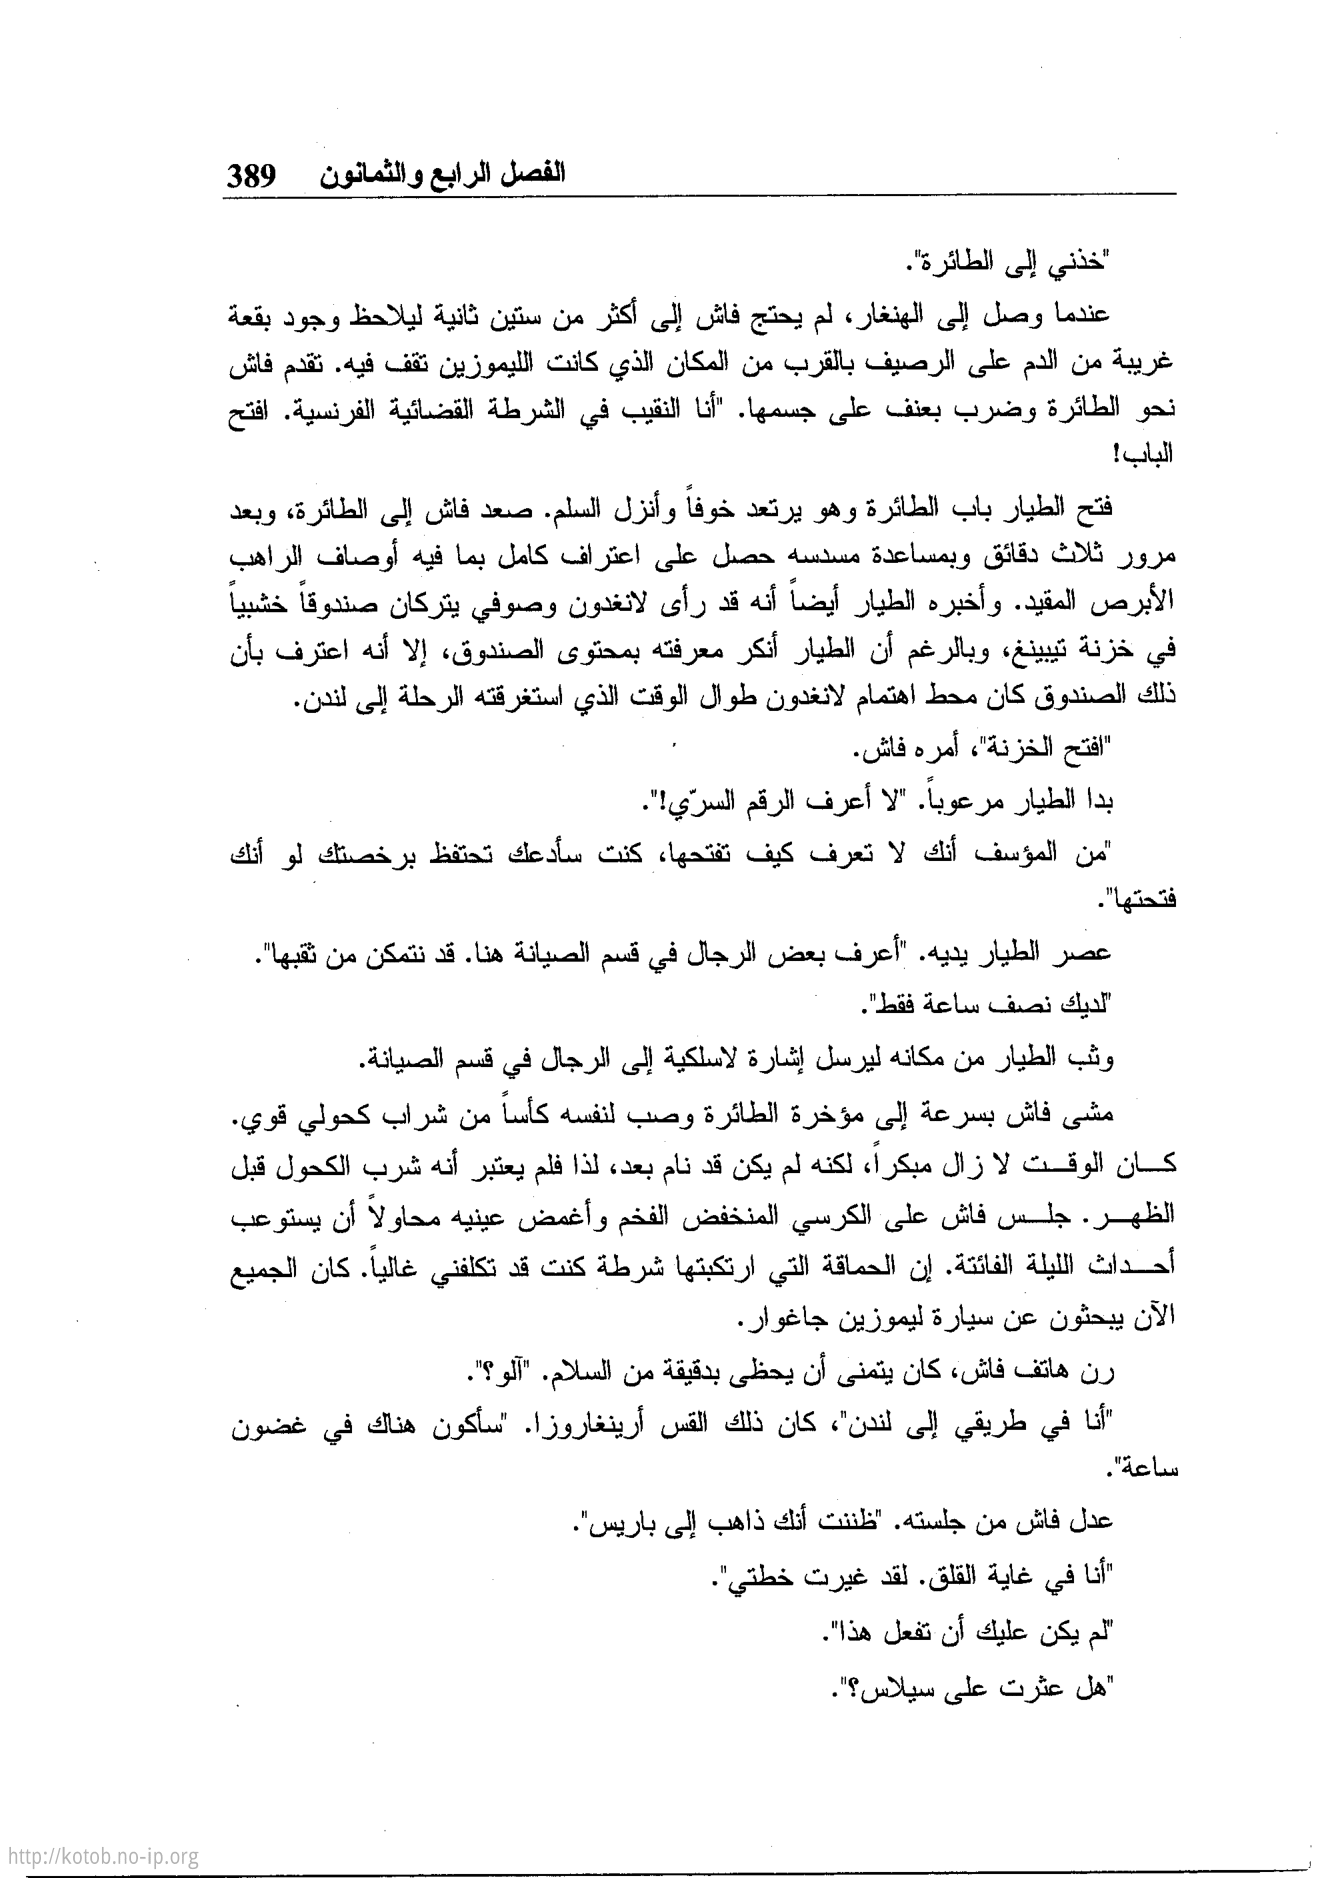 الفصل الرابع والثمانون 389
"خذني إلى الطائرة".
عندما وصل إلى الهنغار، لم يحتج فاش إلى أكثر من ستين ثانية ليلاحظ وجود بقعة
غريبة من الدم على الرصيف بالقرب من المكان الذي كانت الليموزين تقف فيه. تقدم فاش
نحو الطائرة وضرب بعنف على جسمها. "أنا النقيب في الشرطة القضائية الفرنسية. افتح
الباب!
فتح الطيار باب الطائرة وهو يرتعد خوفاً وأنزل السلم. صعد فاش إلى الطائرة، وبعد
مرور ثلاث دقائق وبمساعدة مسدسه حصل على اعتراف كامل بما فيه أوصاف الراهب
الأبرص المقيد. وأخبره الطيار أيضاً أنه قد رأى لانغدون وصوفي يتركان صندوقاً خشبياً
في خزنة تيبينغ، وبالرغم أن الطيار أنكر معرفته بمحتوى الصندوق، إلا أنه اعترف بأن
ذلك الصندوق كان محط اهتمام لانغدون طوال الوقت الذي استغرقته الرحلة إلى لندن.
"افتح الخزنة"، أمره فاش.
بدا الطيار مرعوباً. "لا أعرف الرقم السرّي!".
"من المؤسف أنك لا تعرف كيف تفتحها، كنت سأدعك تحتفظ برخصتك لو أنك
فتحتها".
عصر الطيار يديه. "أعرف بعض الرجال في قسم الصيانة هنا. قد نتمكن من ثقبها".
"لديك نصف ساعة فقط".
وثب الطيار من مكانه ليرسل إشارة لاسلكية إلى الرجال في قسم الصيانة.
مشى فاش بسرعة إلى مؤخرة الطائرة وصب لنفسه كأساً من شراب كحولي قوي.
كان الوقت لا زال مبكراً، لكنه لم يكن قد نام بعد، لذا فلم يعتبر أنه شرب الكحول قبل
الظهر. جلس فاش على الكرسي المنخفض الفخم وأغمض عينيه محاولاً أن يستوعب
أحداث الليلة الفائتة. إن الحماقة التي ارتكبتها شرطة كنت قد تكلفني غالياً. كان الجميع
الآن يبحثون عن سيارة ليموزين جاغوار.
رن هاتف فاش، كان يتمنى أن يحظى بدقيقة من السلام. "آلو؟".
"أنا في طريقي إلى لندن"، كان ذلك القس أرينغاروزا. "سأكون هناك في غضون
ساعة".
عدل فاش من جلسته. "ظننت أنك ذاهب إلى باريس".
"أنا في غاية القلق. لقد غيرت خطتي".
"لم يكن عليك أن تفعل هذا".
"هل عثرت على سيلاس؟".
http://kotob.no-ip.org